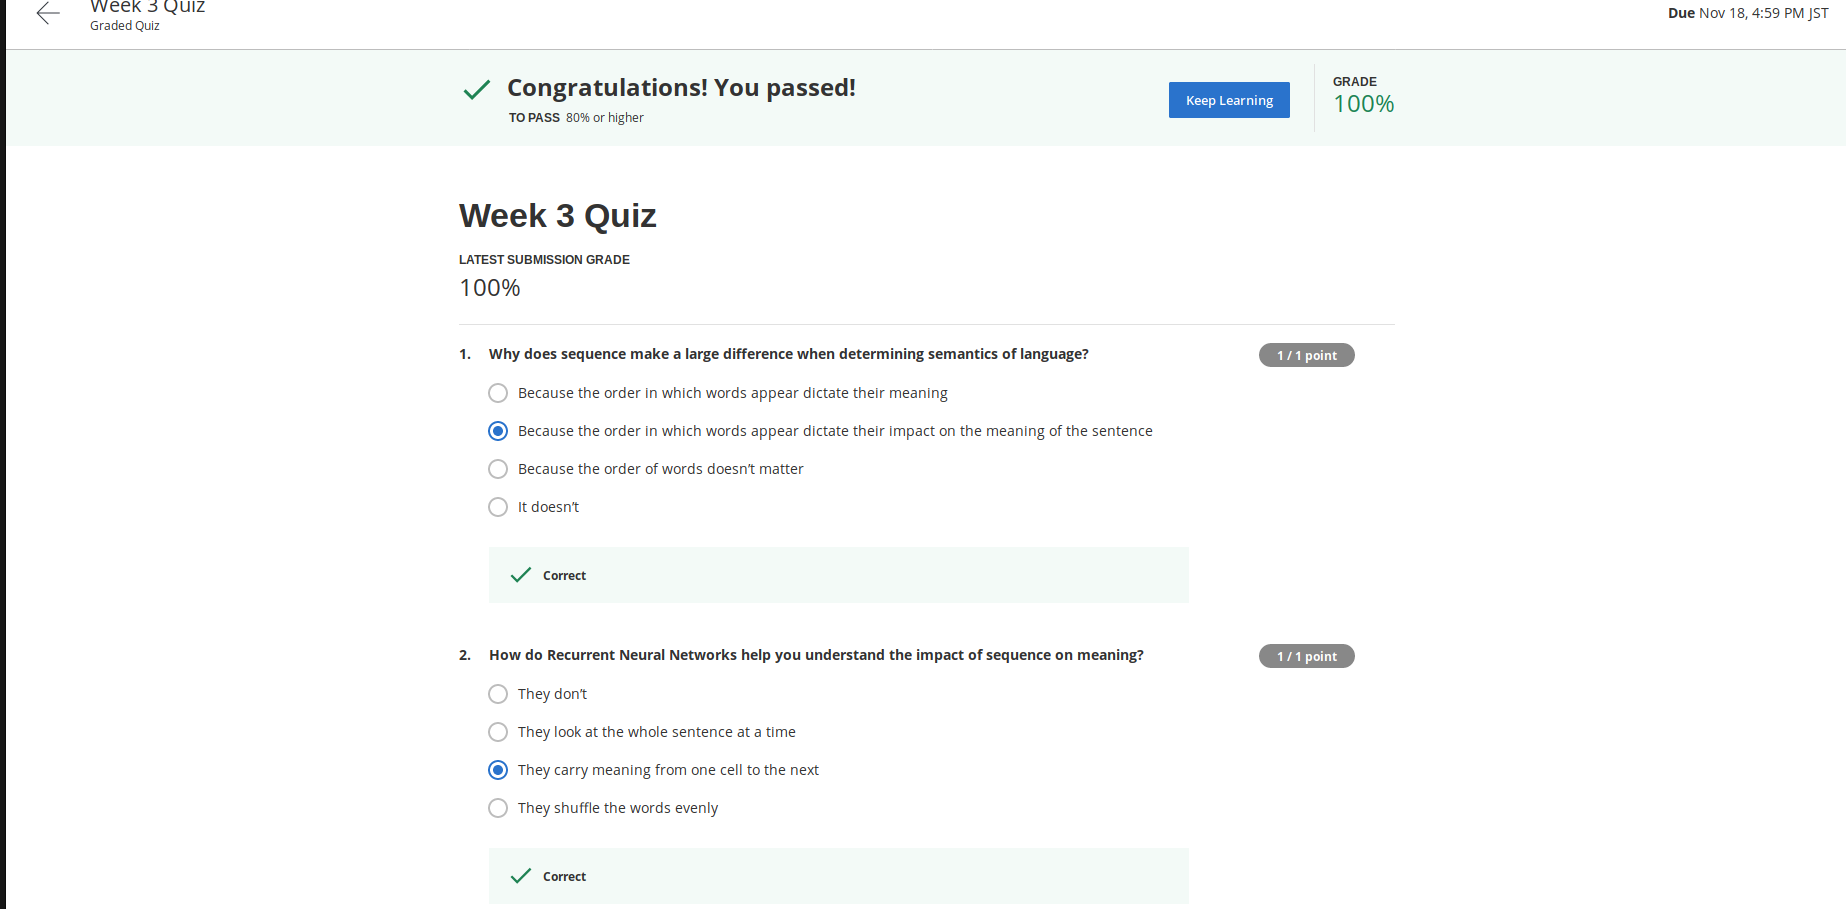 Week 3 Quiz
Graded Quiz
Due Nov 18, 4:59 PM JST
Congratulations! You passed!
TO PASS 80% or higher
Keep Learning
GRADE
100%
Week 3 Quiz
LATEST SUBMISSION GRADE
100%
1. Why does sequence make a large difference when determining semantics of language?
1 / 1 point
Because the order in which words appear dictate their meaning
Because the order in which words appear dictate their impact on the meaning of the sentence
Because the order of words doesn’t matter
It doesn’t
Correct
2. How do Recurrent Neural Networks help you understand the impact of sequence on meaning?
1 / 1 point
They don’t
They look at the whole sentence at a time
They carry meaning from one cell to the next
They shuffle the words evenly
Correct